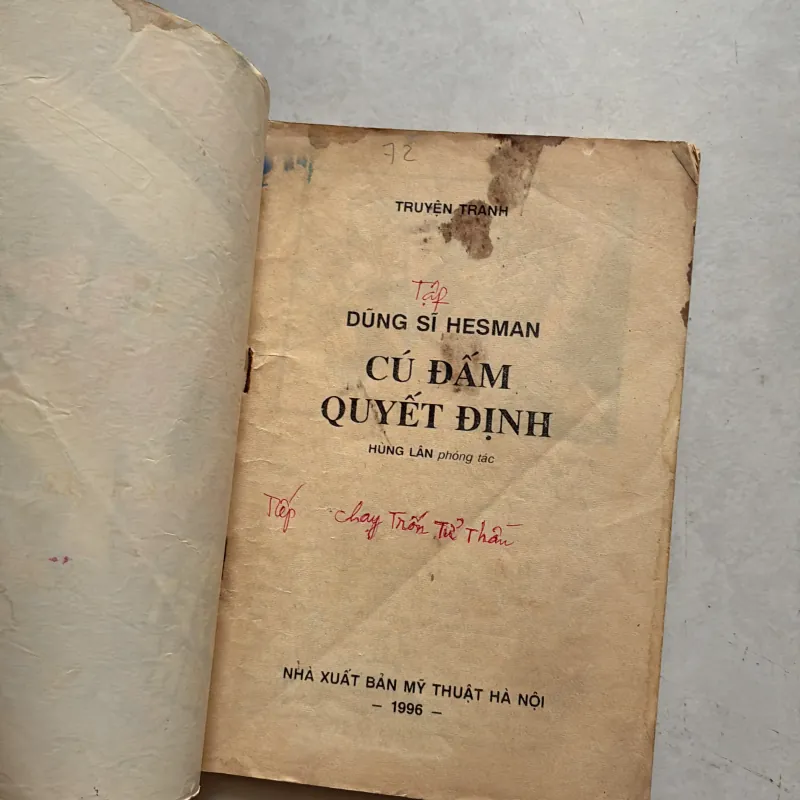 72
TRUYỆN TRANH
Tập
DŨNG SĨ HESMAN
CÚ ĐẤM
QUYẾT ĐỊNH
HÙNG LÂN phóng tác
Tiếp chạy Trốn Tử Thần
NHÀ XUẤT BẢN MỸ THUẬT HÀ NỘI
– 1996 –